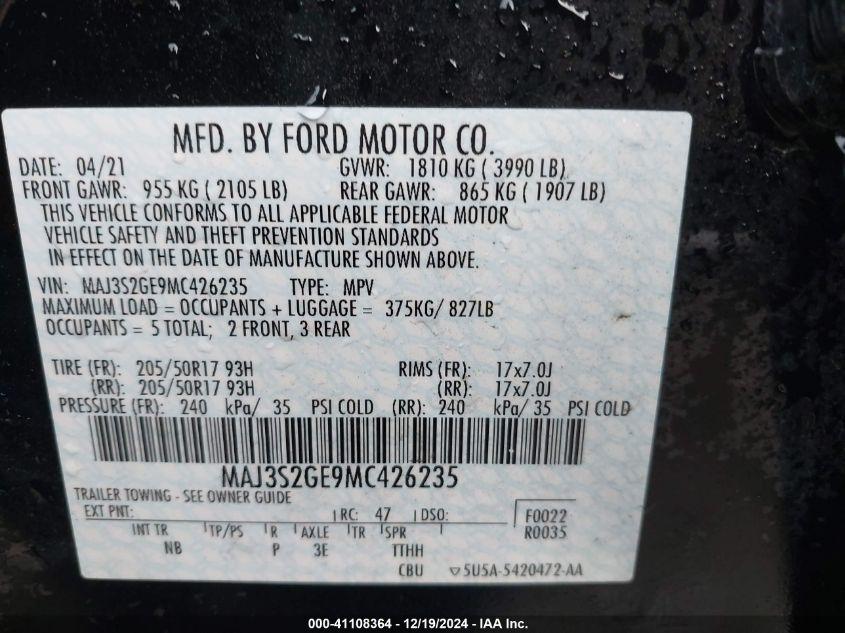 MFD. BY FORD MOTOR CO.
DATE: 04/21 GVWR: 1810 KG ( 3990 LB)
FRONT GAWR: 955 KG ( 2105 LB) REAR GAWR: 865 KG ( 1907 LB)
THIS VEHICLE CONFORMS TO ALL APPLICABLE FEDERAL MOTOR
VEHICLE SAFETY AND THEFT PREVENTION STANDARDS
IN EFFECT ON THE DATE OF MANUFACTURE SHOWN ABOVE.
VIN: MAJ3S2GE9MC426235 TYPE: MPV
MAXIMUM LOAD = OCCUPANTS + LUGGAGE = 375KG/ 827LB
OCCUPANTS = 5 TOTAL; 2 FRONT, 3 REAR
TIRE (FR): 205/50R17 93H RIMS (FR): 17x7.0J
(RR): 205/50R17 93H (RR): 17x7.0J
PRESSURE (FR): 240 kPa/ 35 PSI COLD (RR): 240 kPa/ 35 PSI COLD
MAJ3S2GE9MC426235
TRAILER TOWING - SEE OWNER GUIDE
EXT PNT: RC: 47 DSO: F0022
INT TR TP/PS R AXLE TR SPR R0035
NB P 3E TTHH
CBU ▽5U5A-5420472-AA
000-41108364 - 12/19/2024 - IAA Inc.